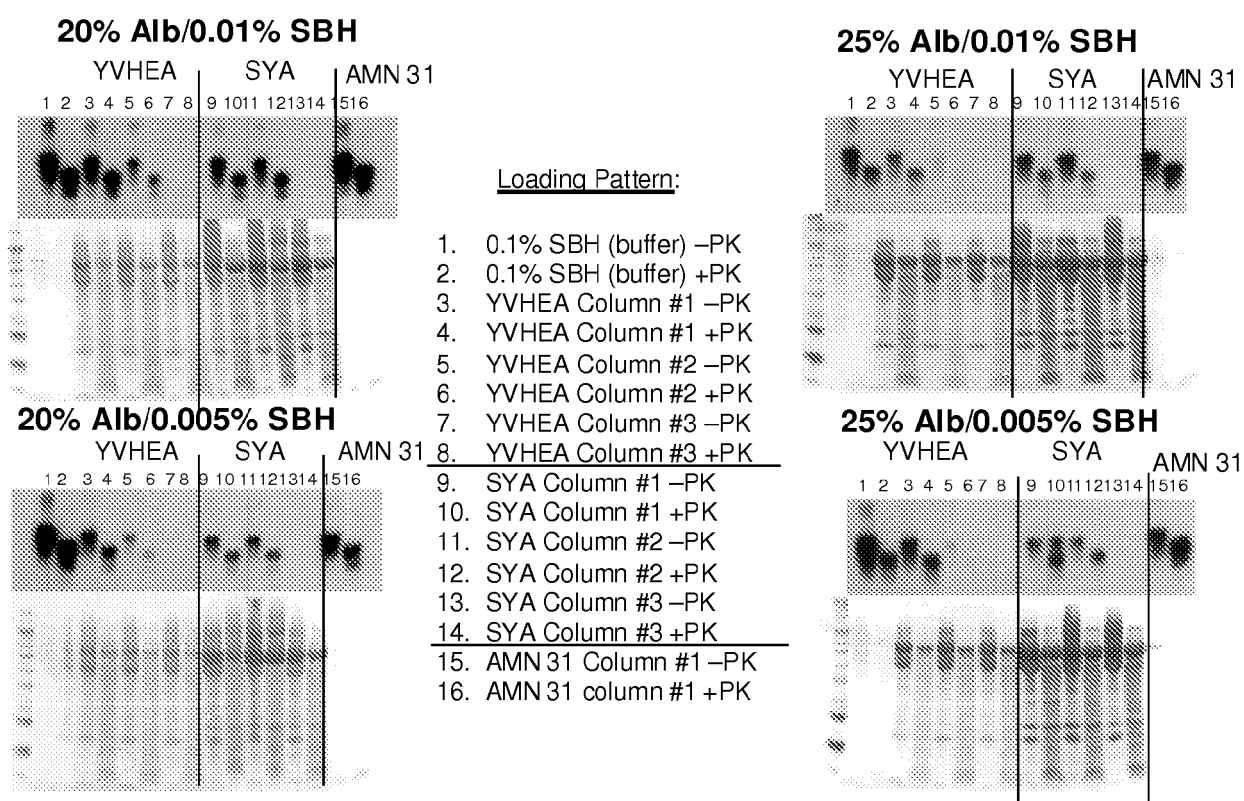 20% Alb/0.01% SBH
YVHEA SYA AMN 31
1 2 3 4 5 6 7 8 9 10 11 12 13 14 15 16
25% Alb/0.01% SBH
YVHEA SYA AMN 31
1 2 3 4 5 6 7 8 9 10 11 12 13 14 15 16
Loading Pattern:
1. 0.1% SBH (buffer) –PK
2. 0.1% SBH (buffer) +PK
3. YVHEA Column #1 –PK
4. YVHEA Column #1 +PK
5. YVHEA Column #2 –PK
6. YVHEA Column #2 +PK
7. YVHEA Column #3 –PK
8. YVHEA Column #3 +PK
9. SYA Column #1 –PK
10. SYA Column #1 +PK
11. SYA Column #2 –PK
12. SYA Column #2 +PK
13. SYA Column #3 –PK
14. SYA Column #3 +PK
15. AMN 31 Column #1 –PK
16. AMN 31 column #1 +PK
20% Alb/0.005% SBH
YVHEA SYA AMN 31
1 2 3 4 5 6 7 8 9 10 11 12 13 14 15 16
25% Alb/0.005% SBH
YVHEA SYA AMN 31
1 2 3 4 5 6 7 8 9 10 11 12 13 14 15 16